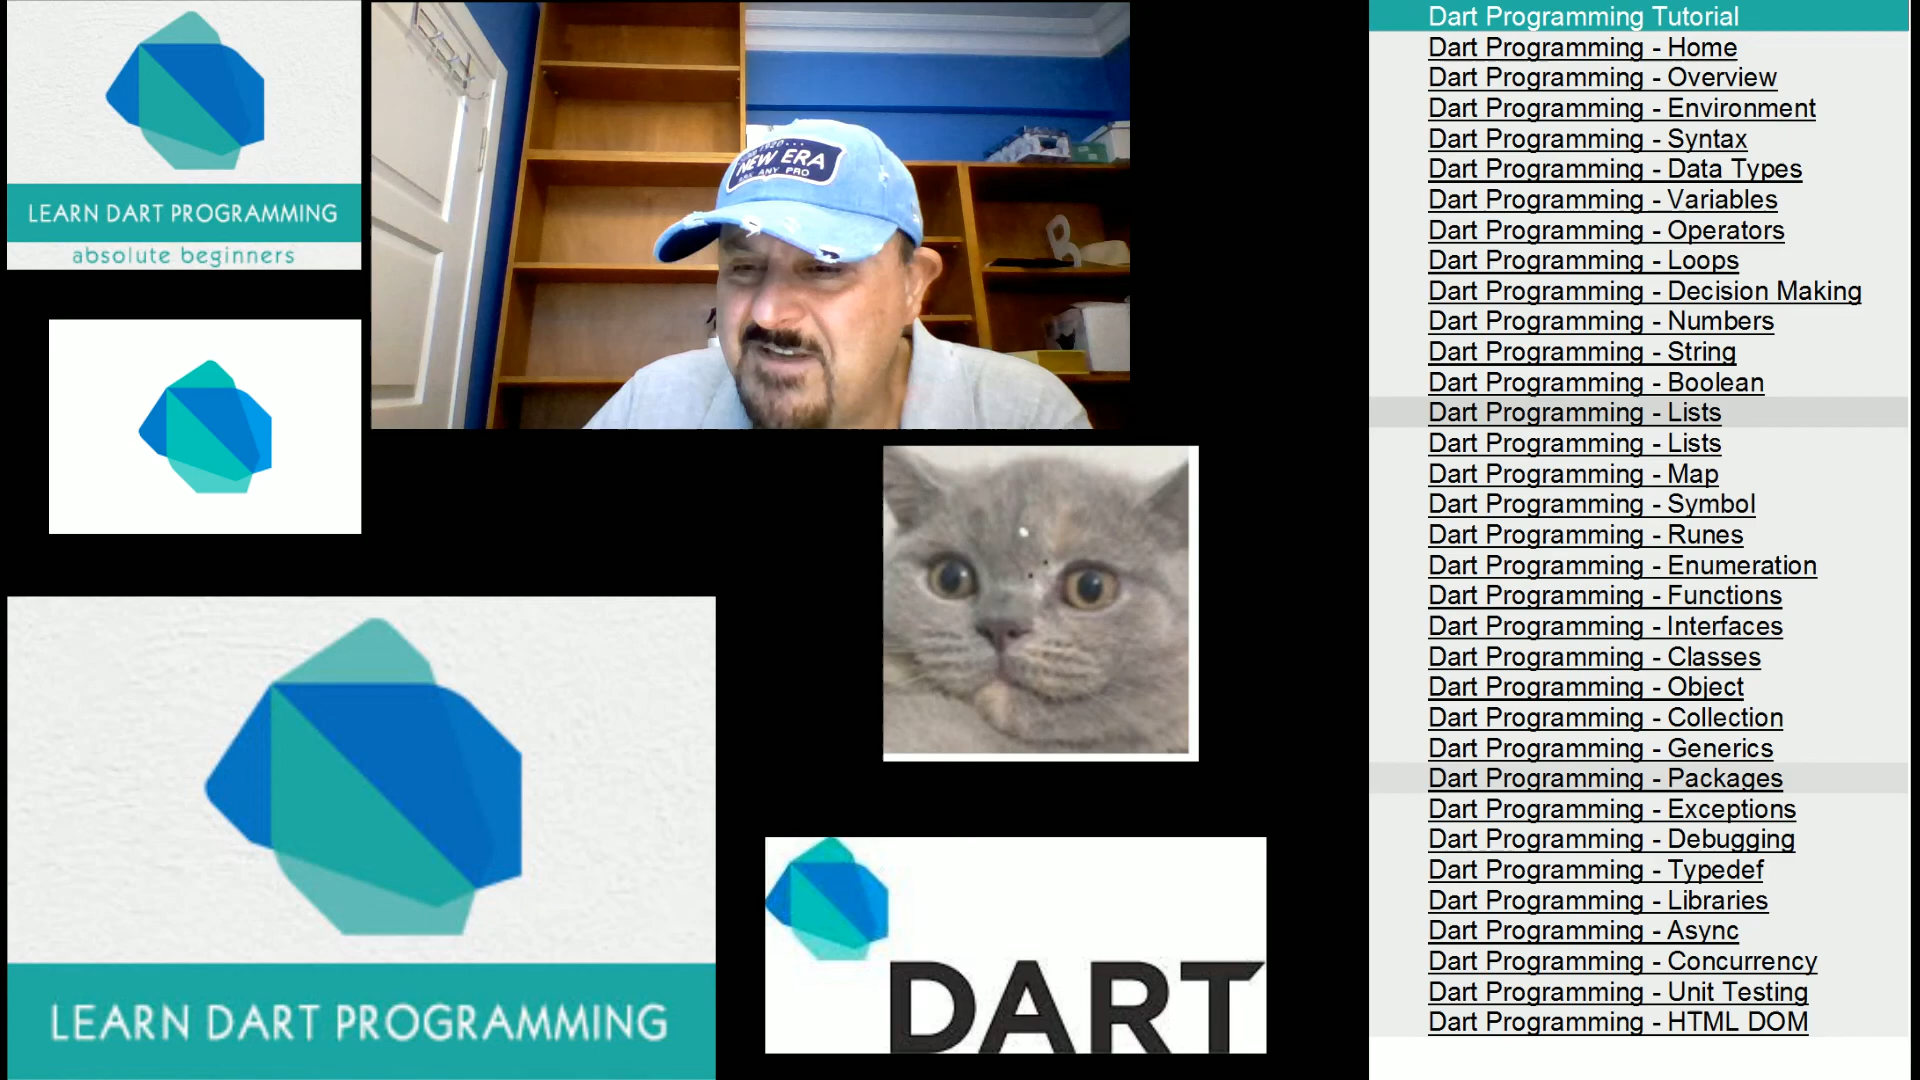 LEARN DART PROGRAMMING
absolute beginners
NEW ERA
ANY PRO
LEARN DART PROGRAMMING
DART
Dart Programming Tutorial
Dart Programming - Home
Dart Programming - Overview
Dart Programming - Environment
Dart Programming - Syntax
Dart Programming - Data Types
Dart Programming - Variables
Dart Programming - Operators
Dart Programming - Loops
Dart Programming - Decision Making
Dart Programming - Numbers
Dart Programming - String
Dart Programming - Boolean
Dart Programming - Lists
Dart Programming - Lists
Dart Programming - Map
Dart Programming - Symbol
Dart Programming - Runes
Dart Programming - Enumeration
Dart Programming - Functions
Dart Programming - Interfaces
Dart Programming - Classes
Dart Programming - Object
Dart Programming - Collection
Dart Programming - Generics
Dart Programming - Packages
Dart Programming - Exceptions
Dart Programming - Debugging
Dart Programming - Typedef
Dart Programming - Libraries
Dart Programming - Async
Dart Programming - Concurrency
Dart Programming - Unit Testing
Dart Programming - HTML DOM